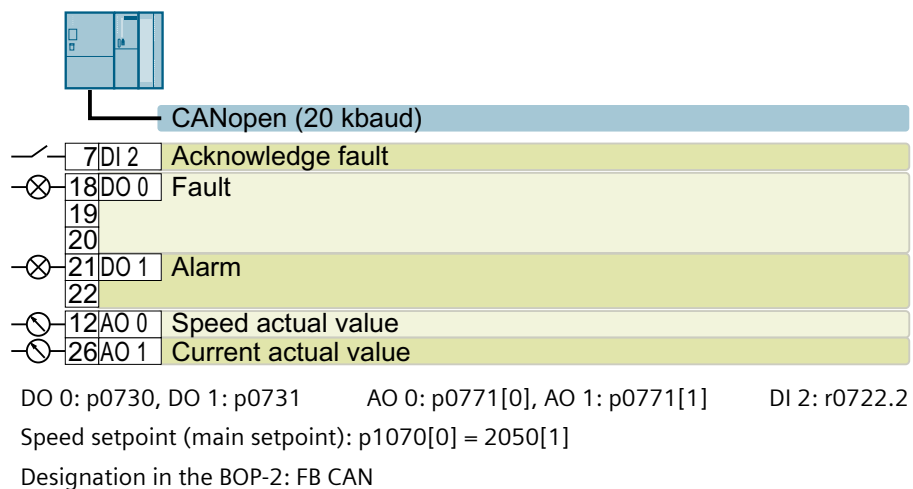 CANopen (20 kbaud)
7 DI 2 Acknowledge fault
18 DO 0 Fault
19
20
21 DO 1 Alarm
22
12 AO 0 Speed actual value
26 AO 1 Current actual value
DO 0: p0730, DO 1: p0731 AO 0: p0771[0], AO 1: p0771[1] DI 2: r0722.2
Speed setpoint (main setpoint): p1070[0] = 2050[1]
Designation in the BOP-2: FB CAN